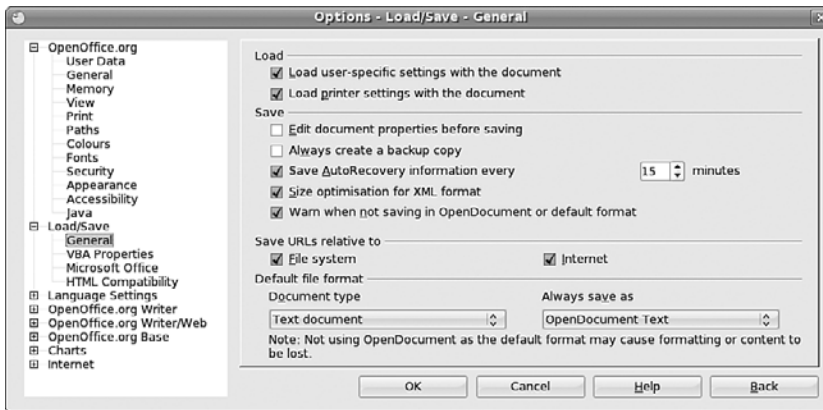 Options - Load/Save - General
OpenOffice.org
User Data
General
Memory
View
Print
Paths
Colours
Fonts
Security
Appearance
Accessibility
Java
Load/Save
General
VBA Properties
Microsoft Office
HTML Compatibility
Language Settings
OpenOffice.org Writer
OpenOffice.org Writer/Web
OpenOffice.org Base
Charts
Internet
Load
Load user-specific settings with the document
Load printer settings with the document
Save
Edit document properties before saving
Always create a backup copy
Save AutoRecovery information every 15 minutes
Size optimisation for XML format
Warn when not saving in OpenDocument or default format
Save URLs relative to
File system Internet
Default file format
Document type Always save as
Text document OpenDocument Text
Note: Not using OpenDocument as the default format may cause formatting or content to
be lost.
OK Cancel Help Back